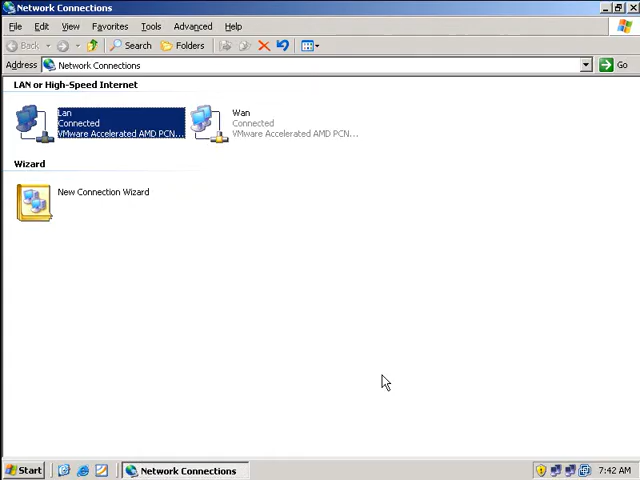 Network Connections
File Edit View Favorites Tools Advanced Help
Back Search Folders
Address Network Connections Go
LAN or High-Speed Internet
Lan
Connected
VMware Accelerated AMD PCN...
Wan
Connected
VMware Accelerated AMD PCN...
Wizard
New Connection Wizard
Start Network Connections 7:42 AM